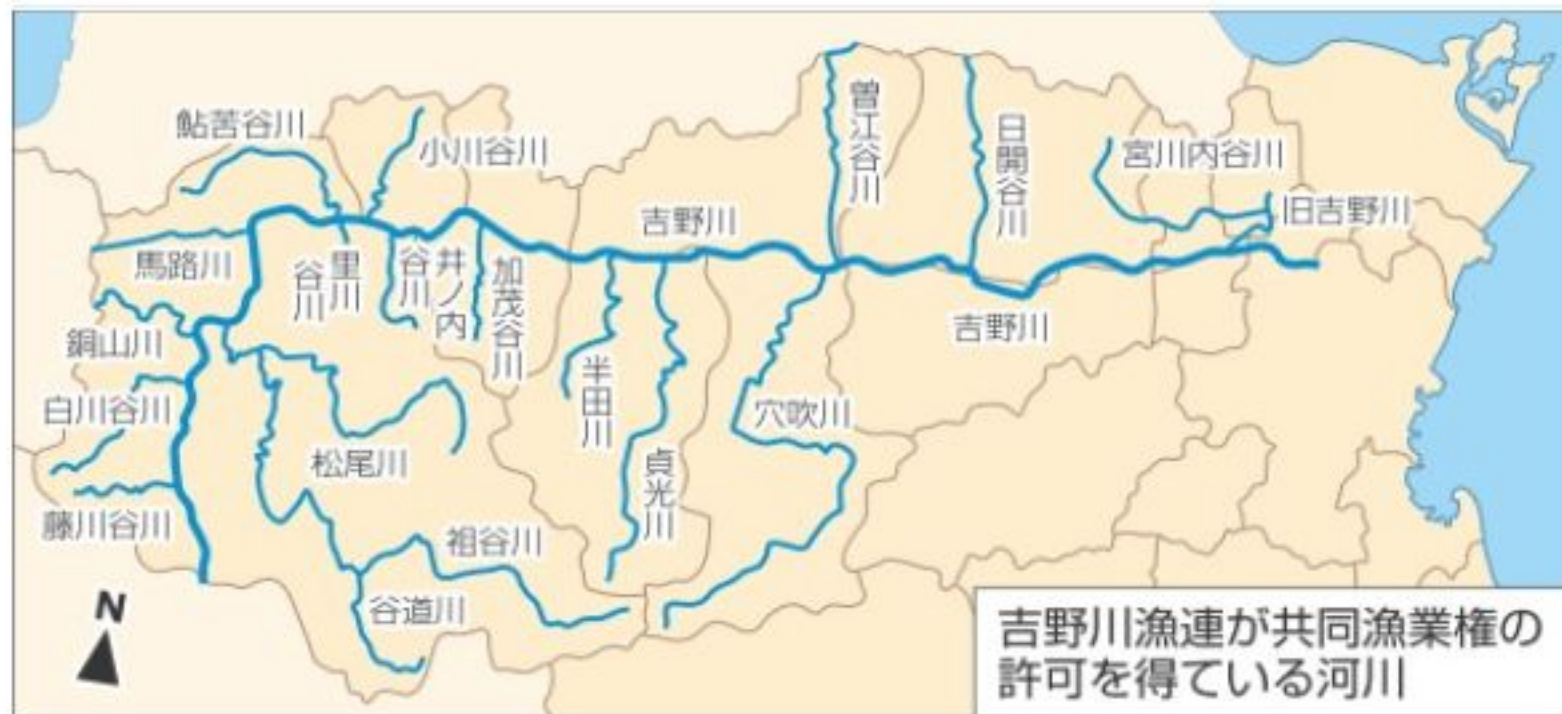 鮎苦谷川
小川谷川
曽江谷川
日開谷川
宮川内谷川
旧吉野川
吉野川
馬路川
里川
谷川
井ノ内
谷川
加茂谷川
銅山川
吉野川
白川谷川
半田川
穴吹川
松尾川
貞光川
藤川谷川
祖谷川
谷道川
N
吉野川漁連が共同漁業権の
許可を得ている河川